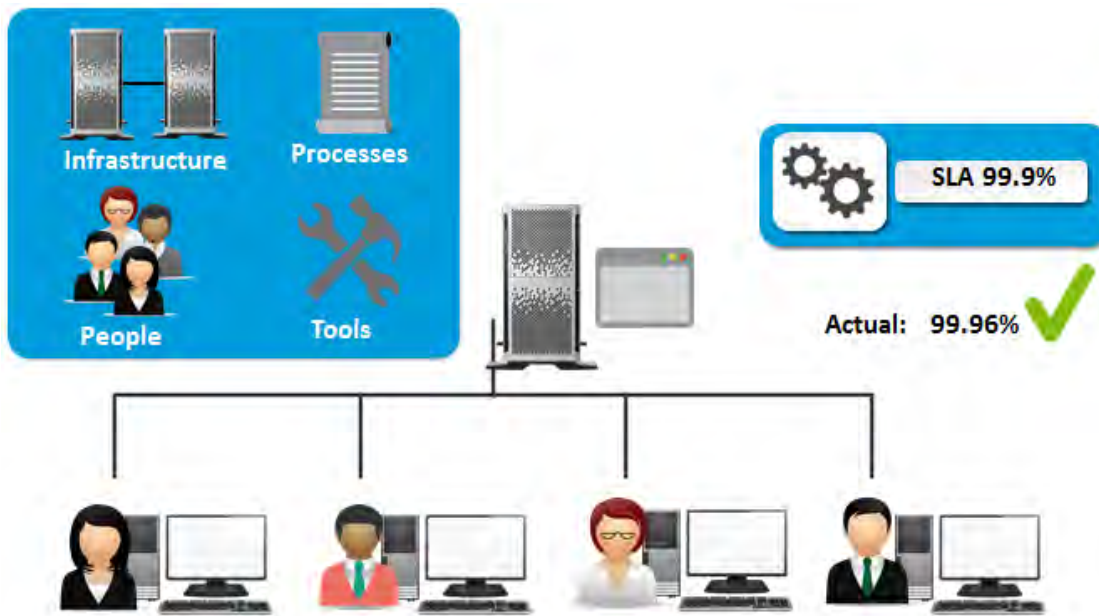 Infrastructure
Processes
People
Tools
SLA 99.9%
Actual: 99.96%